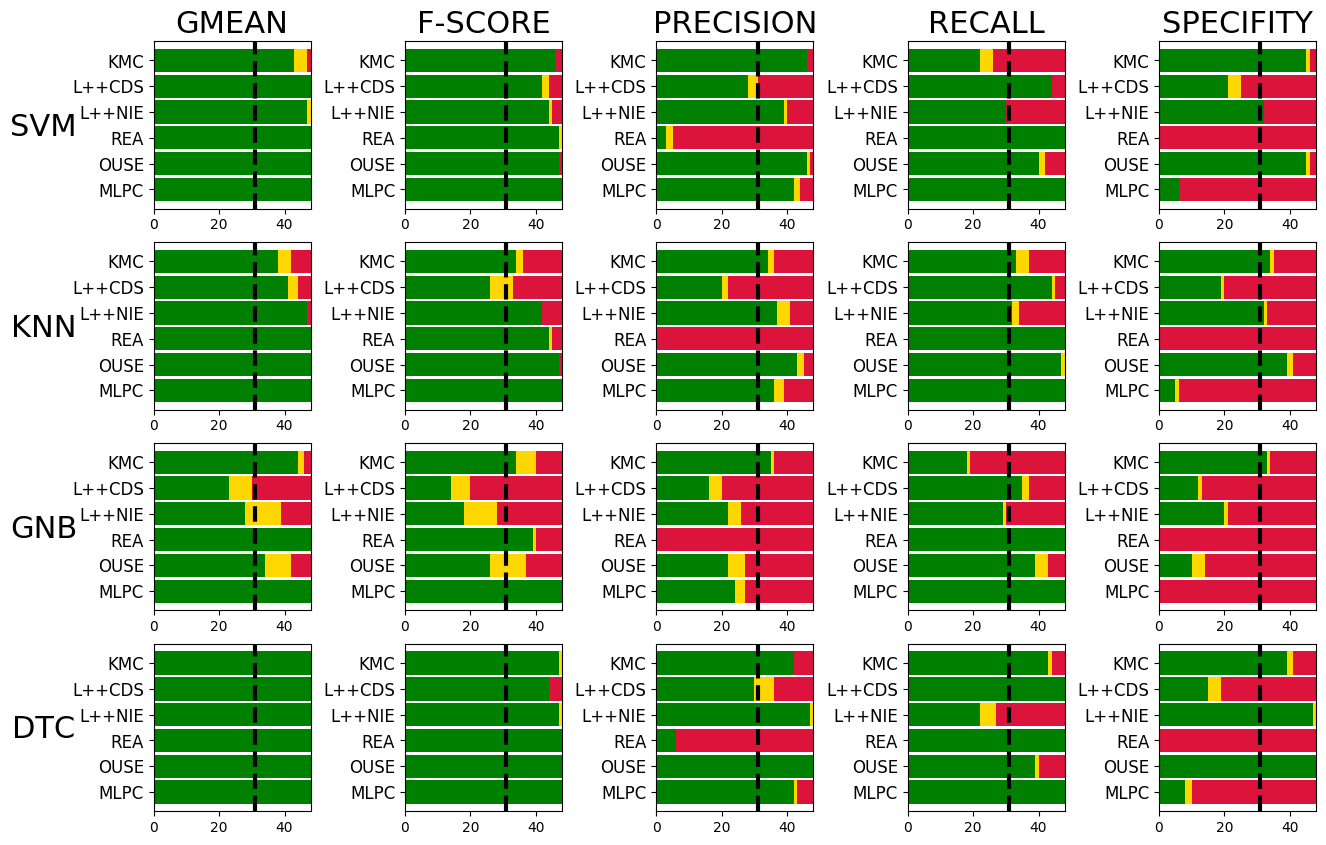 GMEAN F-SCORE PRECISION RECALL SPECIFITY
SVM
KMC KMC KMC KMC KMC
L++CDS L++CDS L++CDS L++CDS L++CDS
L++NIE L++NIE L++NIE L++NIE L++NIE
REA REA REA REA REA
OUSE OUSE OUSE OUSE OUSE
MLPC MLPC MLPC MLPC MLPC
0 20 40 0 20 40 0 20 40 0 20 40 0 20 40
KNN
KMC KMC KMC KMC KMC
L++CDS L++CDS L++CDS L++CDS L++CDS
L++NIE L++NIE L++NIE L++NIE L++NIE
REA REA REA REA REA
OUSE OUSE OUSE OUSE OUSE
MLPC MLPC MLPC MLPC MLPC
0 20 40 0 20 40 0 20 40 0 20 40 0 20 40
GNB
KMC KMC KMC KMC KMC
L++CDS L++CDS L++CDS L++CDS L++CDS
L++NIE L++NIE L++NIE L++NIE L++NIE
REA REA REA REA REA
OUSE OUSE OUSE OUSE OUSE
MLPC MLPC MLPC MLPC MLPC
0 20 40 0 20 40 0 20 40 0 20 40 0 20 40
DTC
KMC KMC KMC KMC KMC
L++CDS L++CDS L++CDS L++CDS L++CDS
L++NIE L++NIE L++NIE L++NIE L++NIE
REA REA REA REA REA
OUSE OUSE OUSE OUSE OUSE
MLPC MLPC MLPC MLPC MLPC
0 20 40 0 20 40 0 20 40 0 20 40 0 20 40